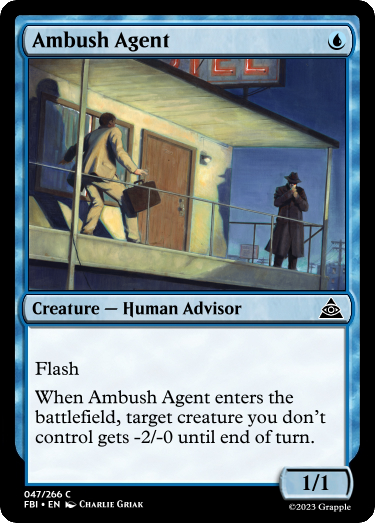 Ambush Agent
Creature — Human Advisor
Flash
When Ambush Agent enters the
battlefield, target creature you don't
control gets -2/-0 until end of turn.
1/1
047/266 C
FBI • EN CHARLIE GRIAK
©2023 Grapple